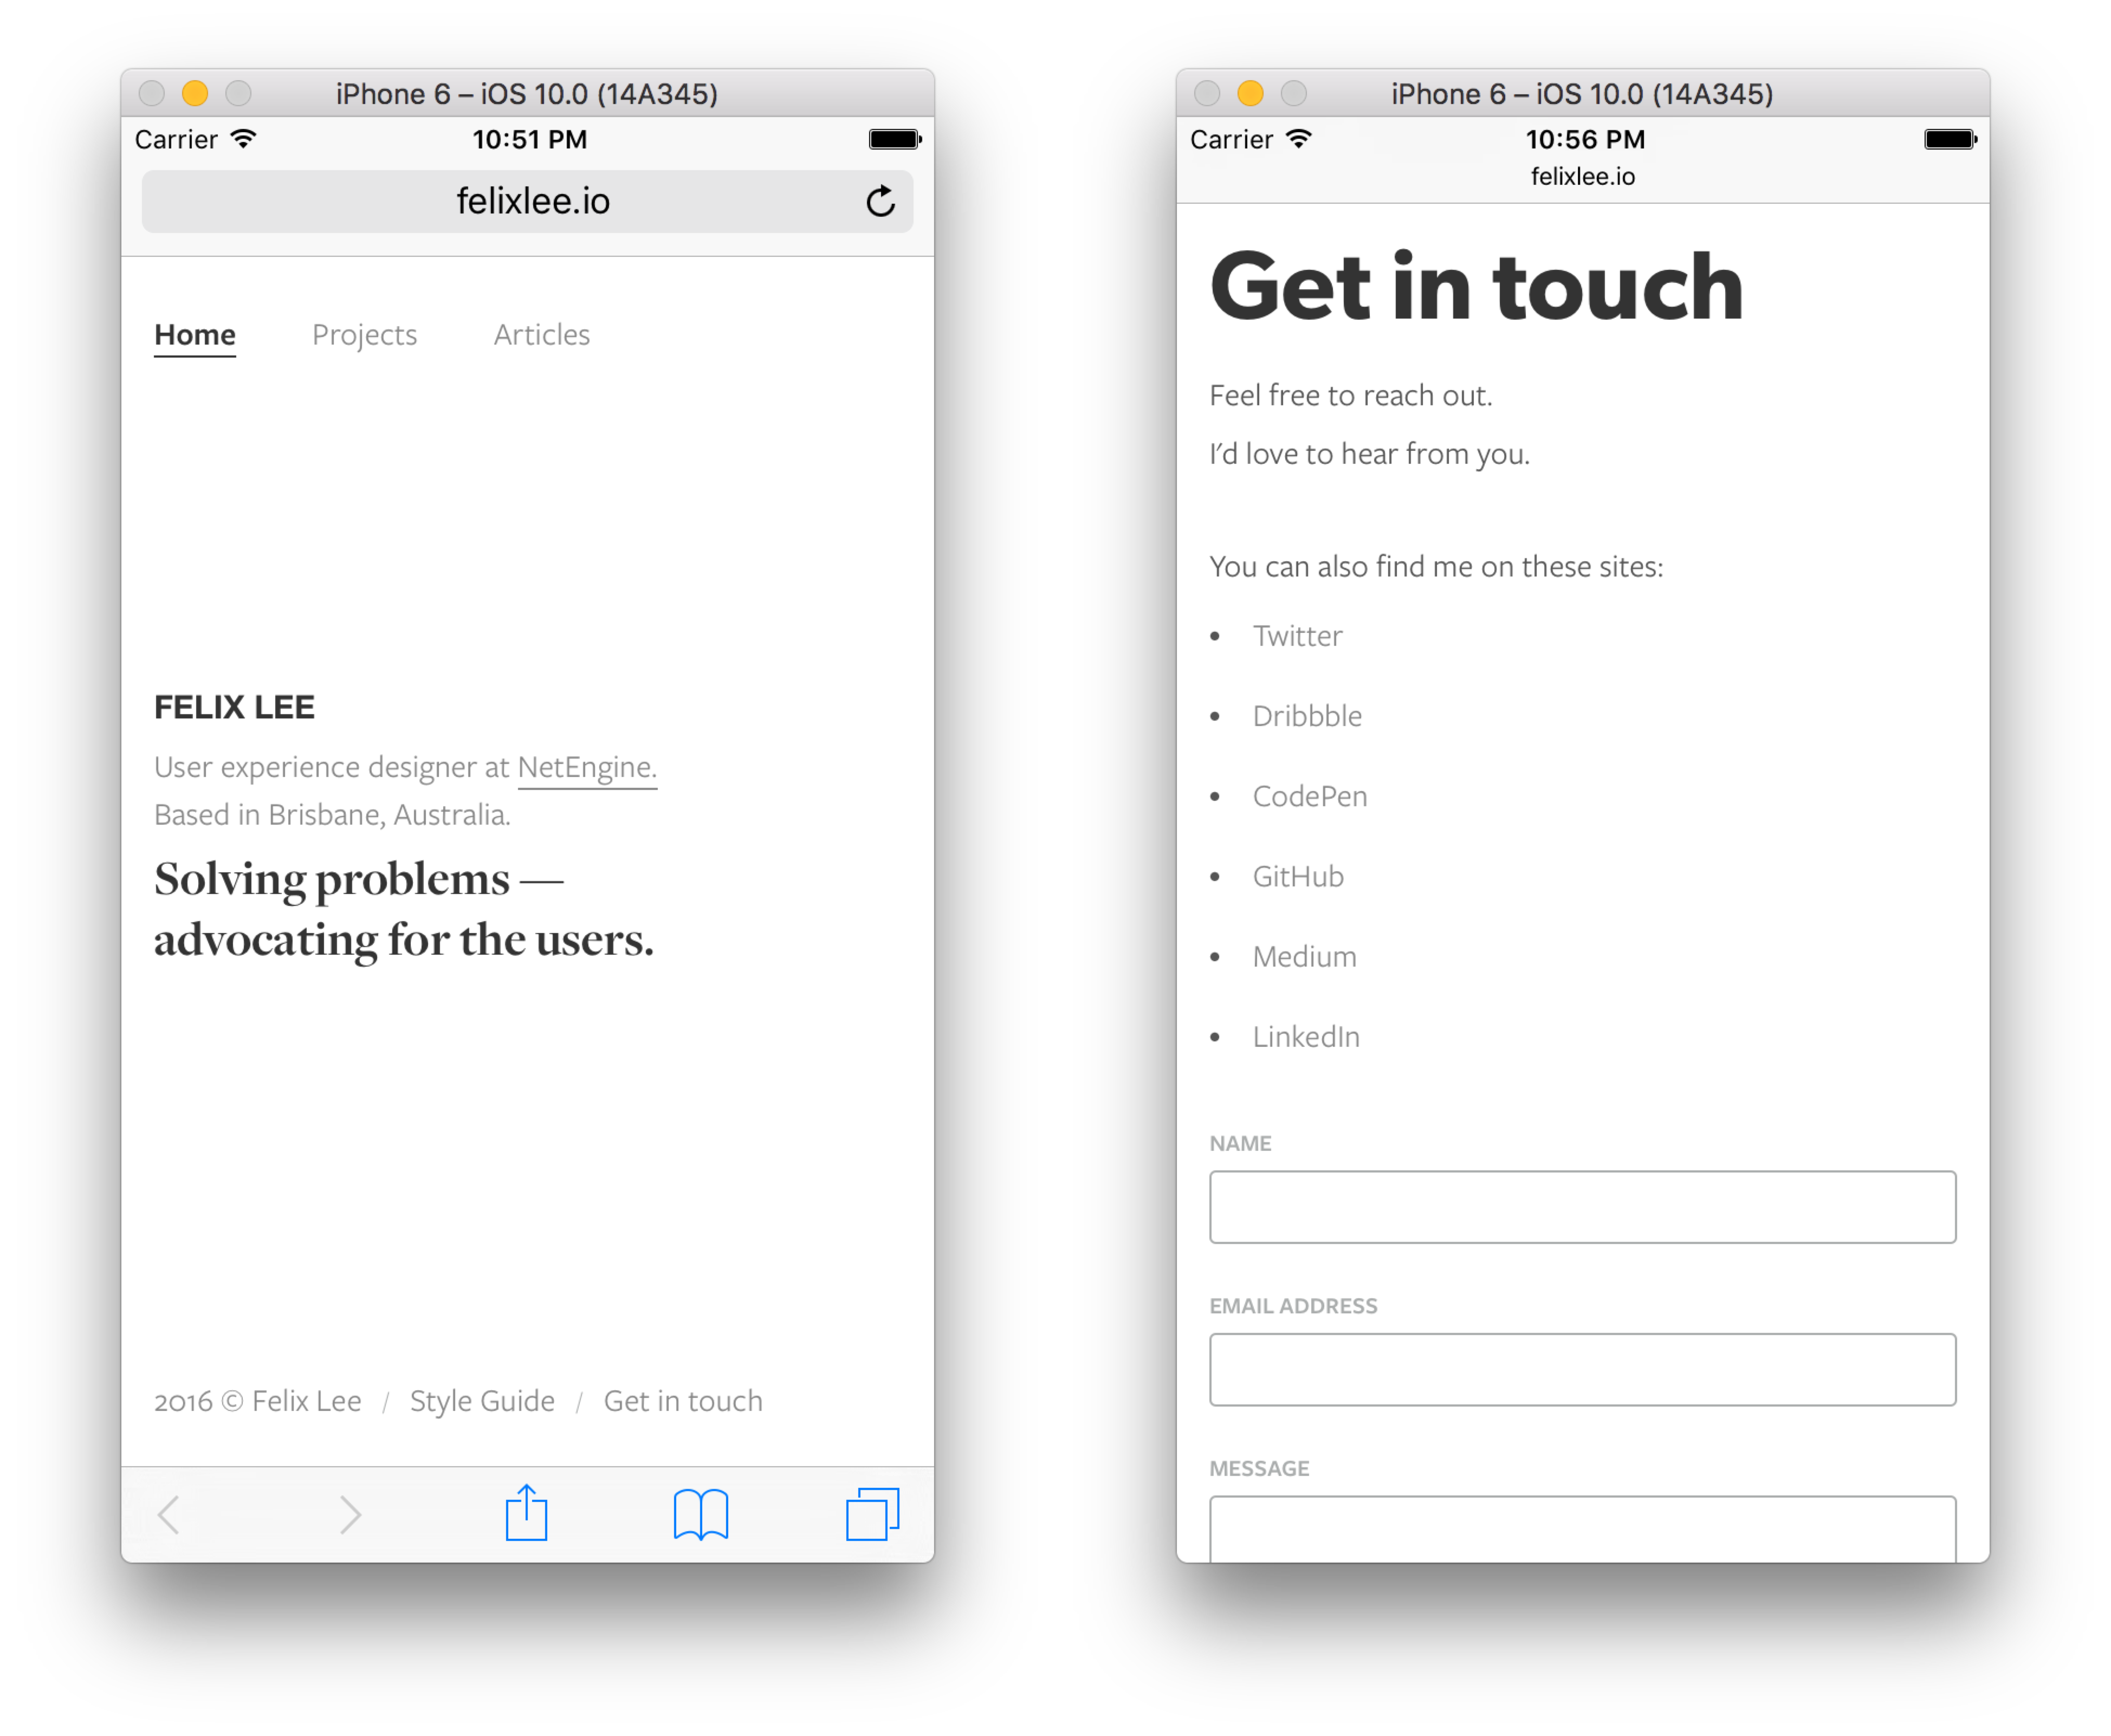 iPhone 6 – iOS 10.0 (14A345)
Carrier 10:51 PM
felixlee.io
Home Projects Articles
FELIX LEE
User experience designer at NetEngine.
Based in Brisbane, Australia.
Solving problems —
advocating for the users.
2016 © Felix Lee / Style Guide / Get in touch
iPhone 6 – iOS 10.0 (14A345)
Carrier 10:56 PM
felixlee.io
Get in touch
Feel free to reach out.
I'd love to hear from you.
You can also find me on these sites:
• Twitter
• Dribbble
• CodePen
• GitHub
• Medium
• LinkedIn
NAME
EMAIL ADDRESS
MESSAGE